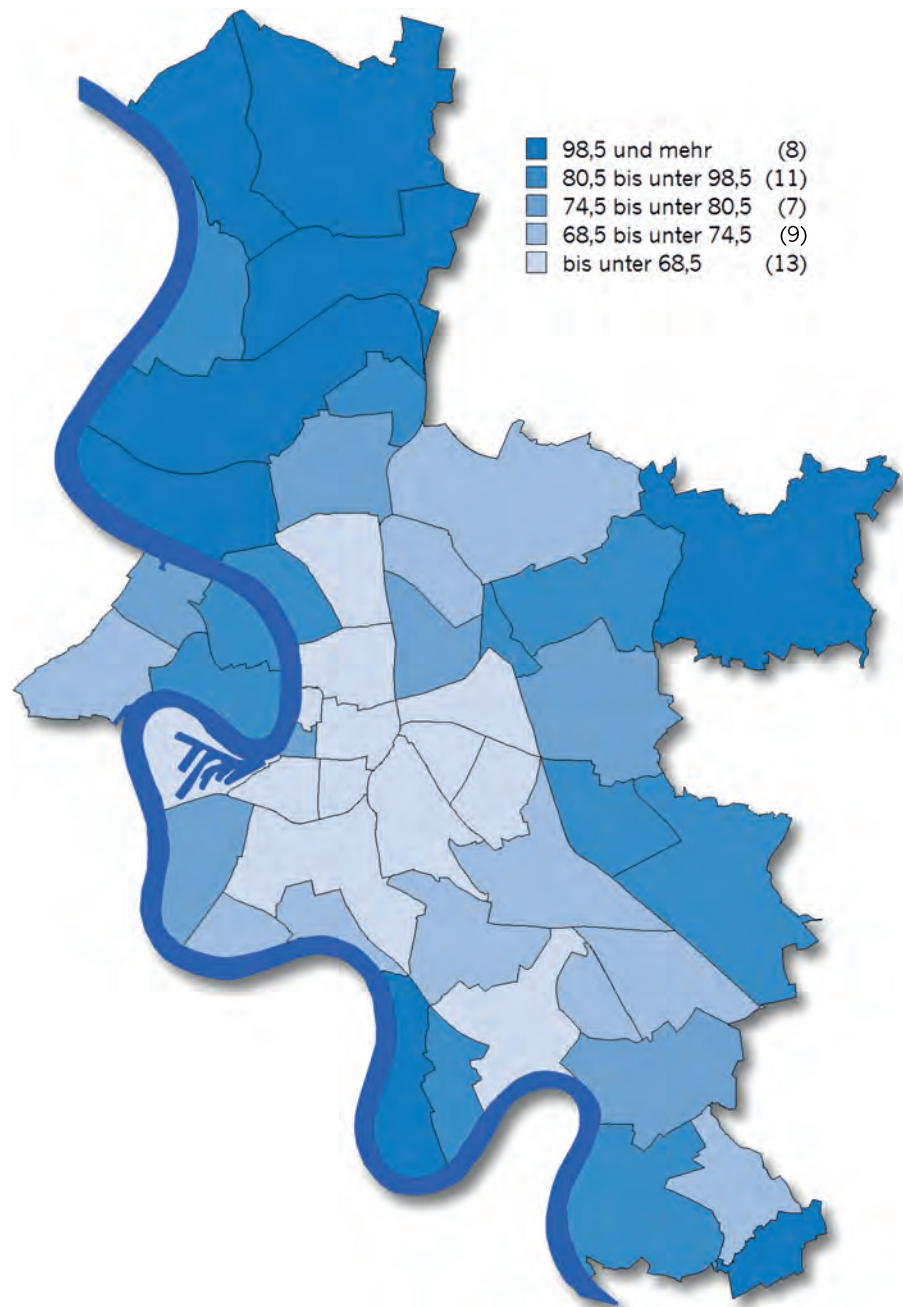 98,5 und mehr (8)
80,5 bis unter 98,5 (11)
74,5 bis unter 80,5 (7)
68,5 bis unter 74,5 (9)
bis unter 68,5 (13)